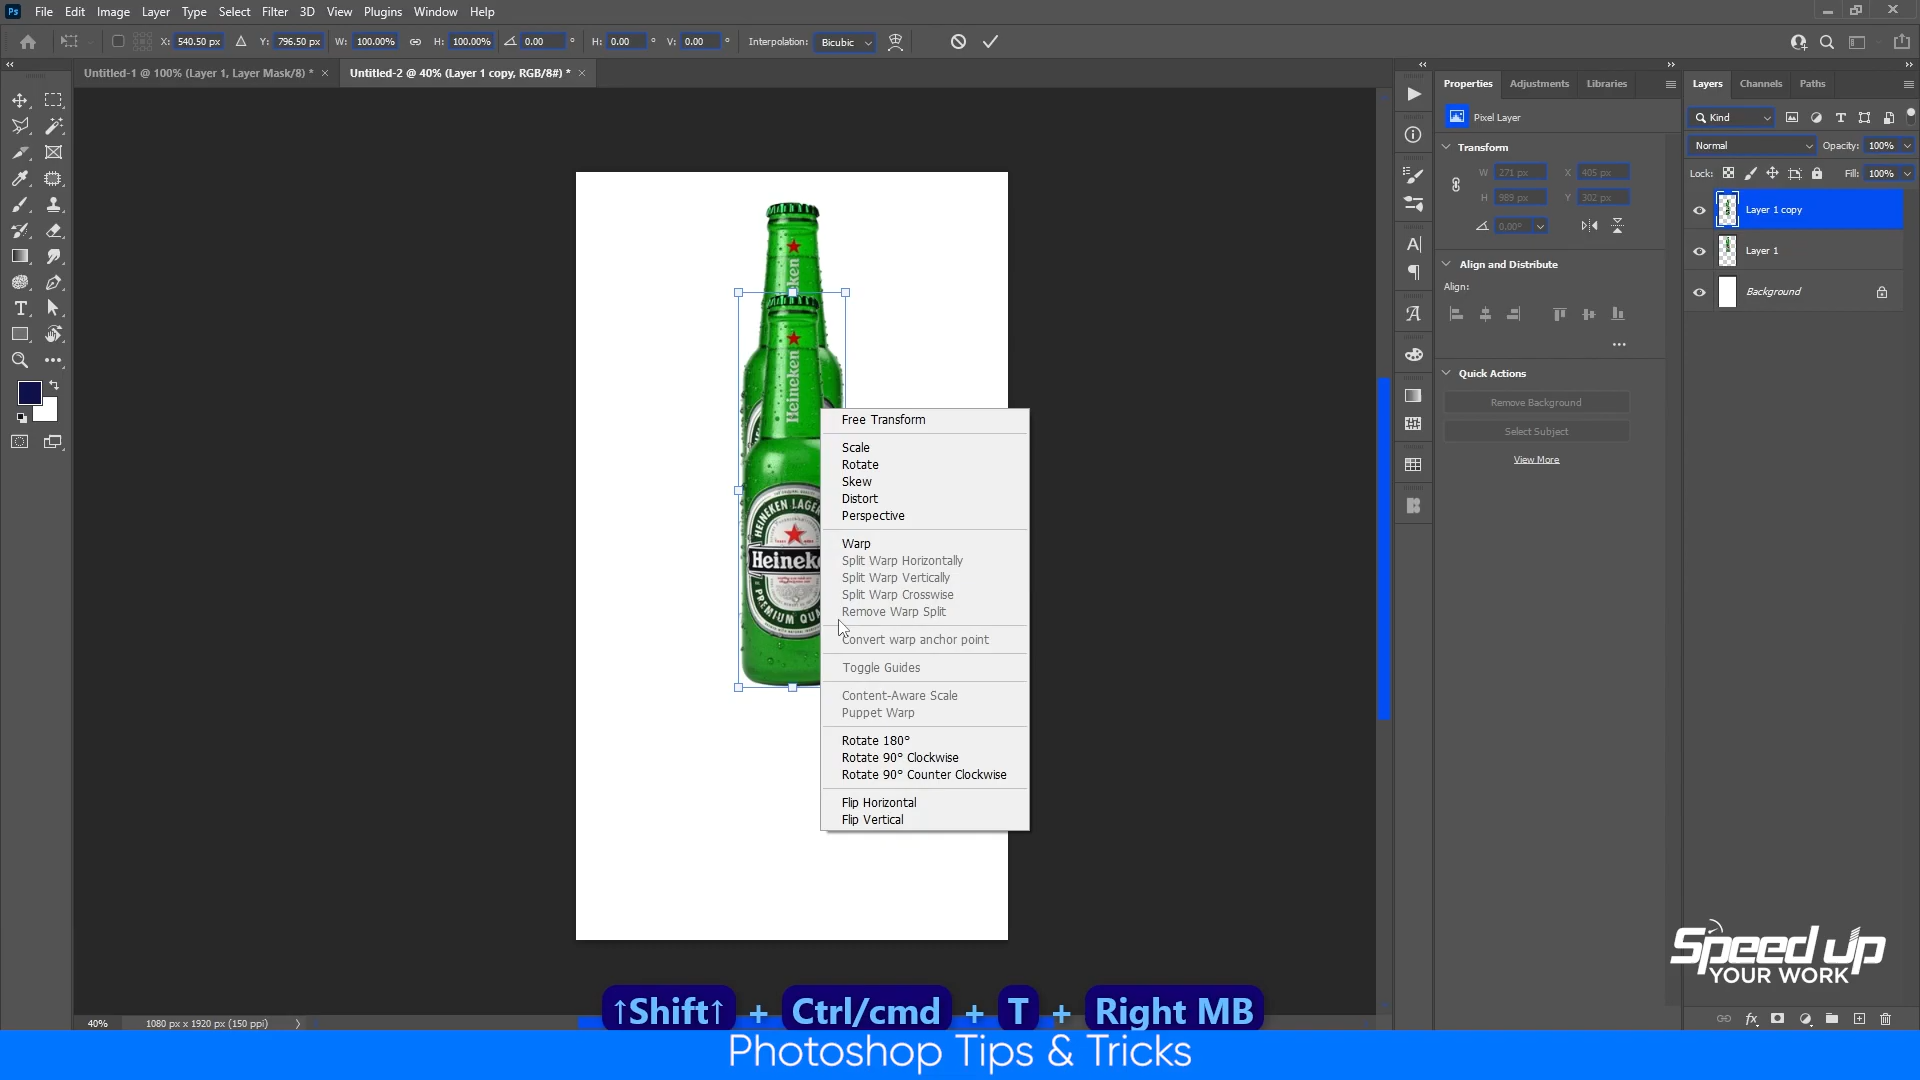 Ps File Edit Image Layer Type Select Filter 3D View Plugins Window Help
X: 540.50 px Y: 796.50 px W: 100.00% H: 100.00% 0.00 ° H: 0.00 ° V: 0.00 ° Interpolation: Bicubic
Untitled-1 @ 100% (Layer 1, Layer Mask/8) * × Untitled-2 @ 40% (Layer 1 copy, RGB/8#) * ×
Properties Adjustments Libraries
Pixel Layer
Transform
W 271 px X 405 px
H 989 px Y 302 px
0.00°
Align and Distribute
Align:
Quick Actions
Remove Background
Select Subject
View More
Layers Channels Paths
Kind
Normal Opacity: 100%
Lock: Fill: 100%
Layer 1 copy
Layer 1
Background
Heineken
HEINEKEN LAGER
Heineke
PREMIUM QUA
Free Transform
Scale
Rotate
Skew
Distort
Perspective
Warp
Split Warp Horizontally
Split Warp Vertically
Split Warp Crosswise
Remove Warp Split
Convert warp anchor point
Toggle Guides
Content-Aware Scale
Puppet Warp
Rotate 180°
Rotate 90° Clockwise
Rotate 90° Counter Clockwise
Flip Horizontal
Flip Vertical
Speed up
YOUR WORK
↑Shift↑ + Ctrl/cmd + T + Right MB
40% 1080 px x 1920 px (150 ppi)
Photoshop Tips & Tricks